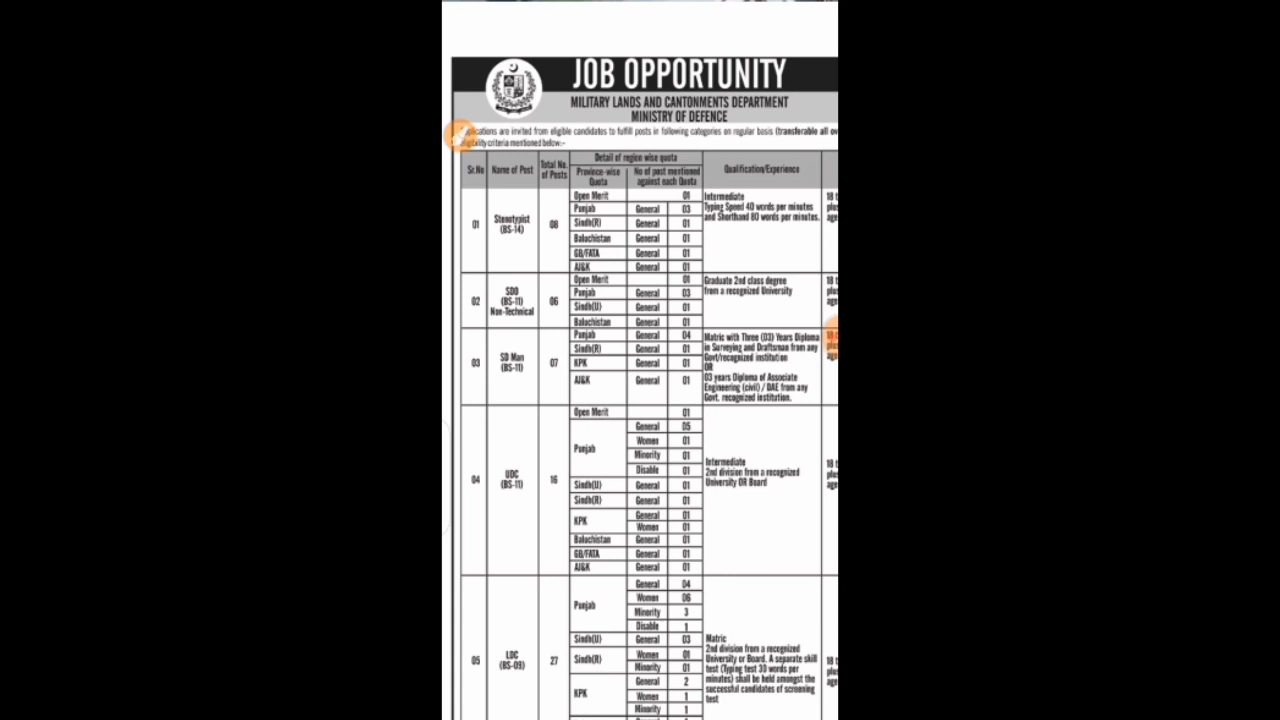 JOB OPPORTUNITY
MILITARY LANDS AND CANTONMENTS DEPARTMENT
MINISTRY OF DEFENCE
are invited from eligible candidates to fulfill posts in following categories on regular basis (transferable all
criteria mentioned below:-
Sr.No Name of Post Total No. of Posts Detail of region wise quota Qualification/Experience
Province-wise Quota No of post mentioned against each Quota
01 Stenotypist (BS-14) 08
Open Merit 01
Punjab General 03
Sindh(R) General 01
Baluchistan General 01
GB/FATA General 01
AJ&K General 01
Intermediate
Typing Speed 40 words per minutes
and Shorthand 80 words per minutes.
18
02 SDO (BS-11) Non-Technical 06
Open Merit 01
Punjab General 03
Sindh(U) General 01
Baluchistan General 01
Graduate 2nd class degree
from a recognized University
18
03 SD Man (BS-11) 07
Punjab General 04
Sindh(R) General 01
KPK General 01
AJ&K General 01
Matric with Three (03) Years Diploma
in Surveying and Draftsman from any
Govt/recognized institution
OR
03 years Diploma of Associate
Engineering (civil) / DAE from any
Govt. recognized institution.
18
04 UDC (BS-11) 16
Open Merit 01
Punjab General 05
Women 01
Minority 01
Disable 01
Sindh(U) General 01
Sindh(R) General 01
KPK General 01
Women 01
Baluchistan General 01
GB/FATA General 01
AJ&K General 01
Intermediate
2nd division from a recognized
University OR Board
18
05 LDC (BS-09) 27
Punjab General 04
Women 06
Minority 3
Disable 1
Sindh(U) General 03
Sindh(R) Women 01
Minority 01
KPK General 2
Women 1
Minority 1
Matric
2nd division from a recognized
University or Board. A separate skill
test (Typing test 30 words per
minutes) shall be held amongst the
successful candidates of screening
test
18